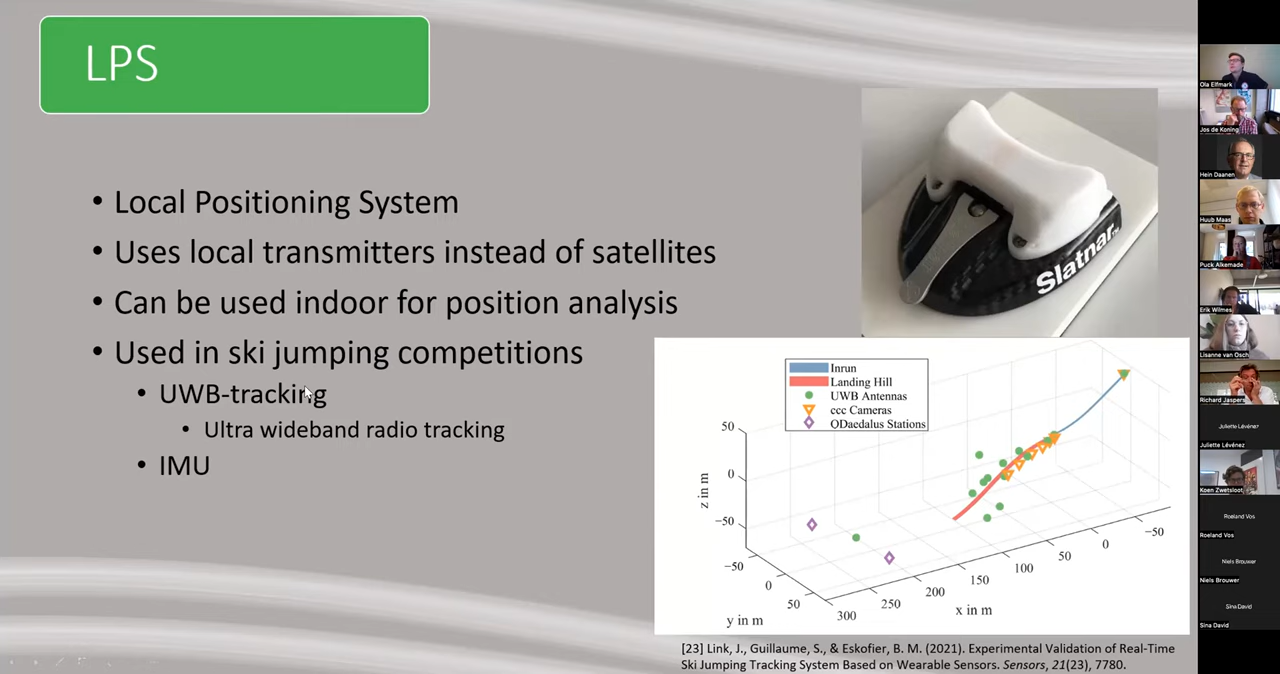 LPS
• Local Positioning System
• Uses local transmitters instead of satellites
• Can be used indoor for position analysis
• Used in ski jumping competitions
• UWB-tracking
• Ultra wideband radio tracking
• IMU
Slatnar
Inrun
Landing Hill
UWB Antennas
ccc Cameras
QDaedalus Stations
50
0
−50
z in m
−50
0
50
y in m
300
250
200
150
100
50
0
−50
x in m
[23] Link, J., Guillaume, S., & Eskofier, B. M. (2021). Experimental Validation of Real-Time
Ski Jumping Tracking System Based on Wearable Sensors. Sensors, 21(23), 7780.
Ola Elfmark
Jos de Koning
Hein Daanen
Huub Maas
Puck Alkemade
Erik Wilmes
Lisanne van Osch
Richard Jaspers
Juliette Lévénez
Juliette Lévénez
Koen Zwetsloot
Roeland Vos
Roeland Vos
Niels Brouwer
Niels Brouwer
Sina David
Sina David